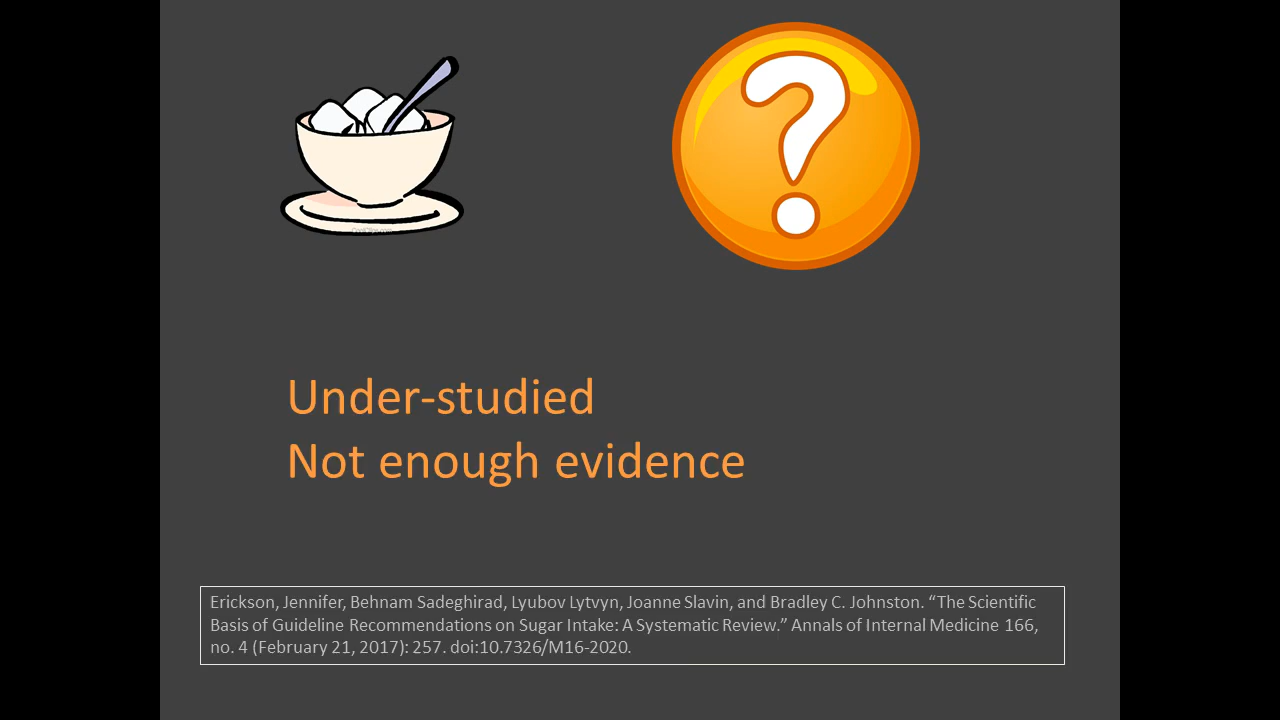 Under-studied
Not enough evidence
Erickson, Jennifer, Behnam Sadeghirad, Lyubov Lytvyn, Joanne Slavin, and Bradley C. Johnston. “The Scientific
Basis of Guideline Recommendations on Sugar Intake: A Systematic Review.” Annals of Internal Medicine 166,
no. 4 (February 21, 2017): 257. doi:10.7326/M16-2020.